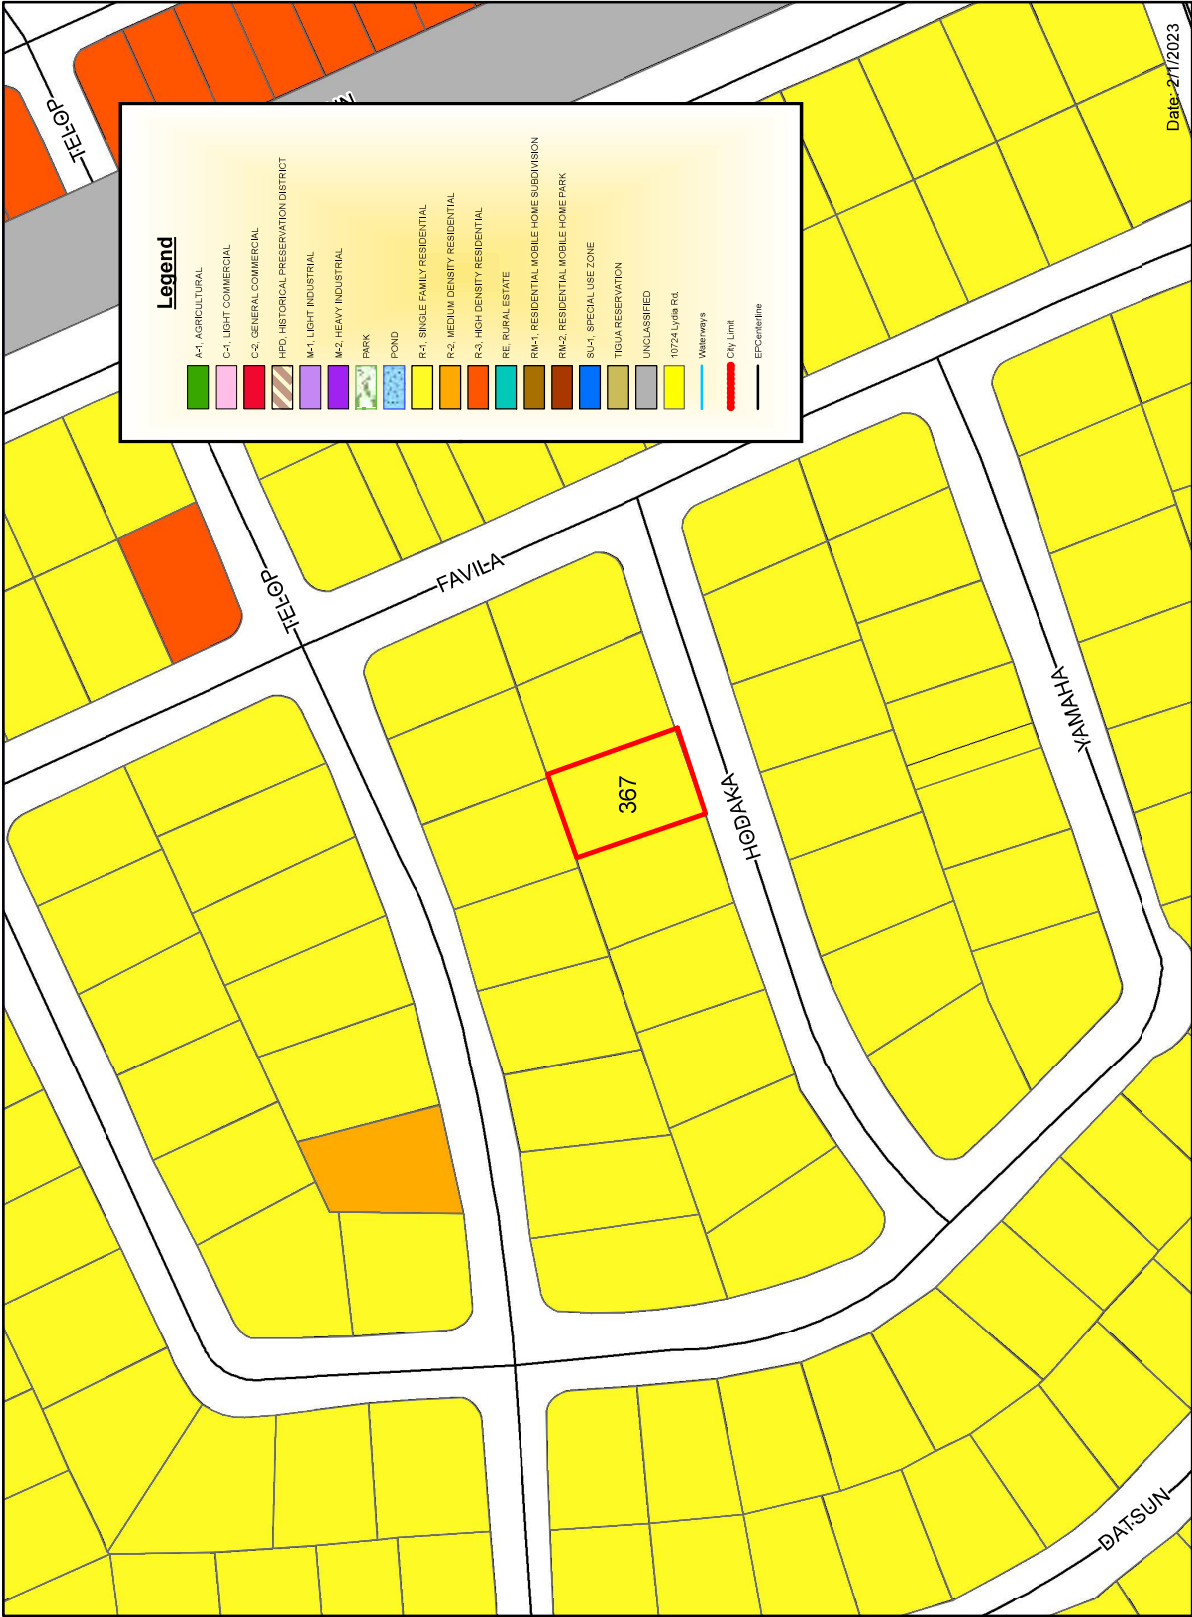 Legend
A-1, AGRICULTURAL
C-1, LIGHT COMMERCIAL
C-2, GENERAL COMMERCIAL
HPD, HISTORICAL PRESERVATION DISTRICT
M-1, LIGHT INDUSTRIAL
M-2, HEAVY INDUSTRIAL
PARK
POND
R-1, SINGLE FAMILY RESIDENTIAL
R-2, MEDIUM DENSITY RESIDENTIAL
R-3, HIGH DENSITY RESIDENTIAL
RE, RURAL ESTATE
RM-1, RESIDENTIAL MOBILE HOME SUBDIVISION
RM-2, RESIDENTIAL MOBILE HOME PARK
SU-1, SPECIAL USE ZONE
TIGUA RESERVATION
UNCLASSIFIED
10724 Lydia Rd.
Waterways
City Limit
EPCenterline
TELOP
TELOP
FAVILA
367
HODAKA
YAMAHA
DATSUN
Date: 2/1/2023